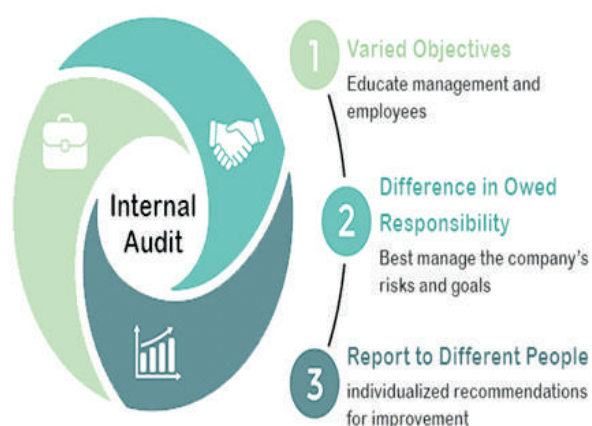 Internal
Audit
1
Varied Objectives
Educate management and
employees
2
Difference in Owed
Responsibility
Best manage the company's
risks and goals
3
Report to Different People
individualized recommendations
for improvement